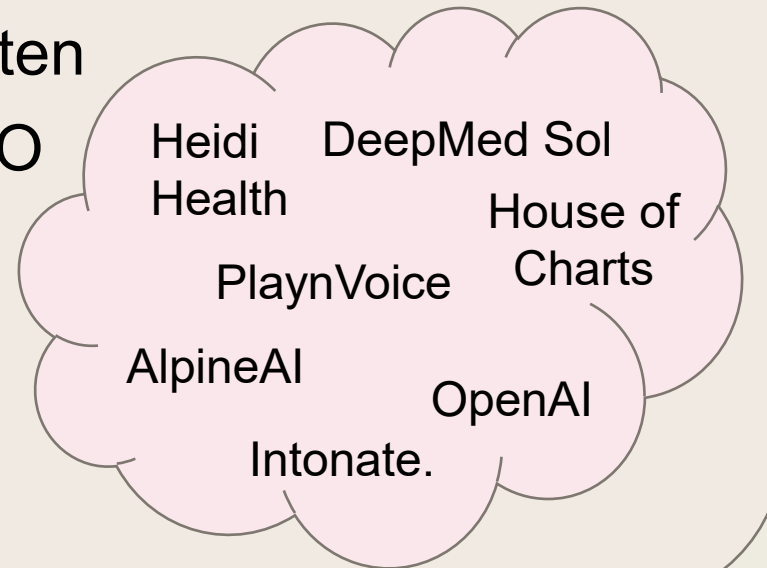 ten
O
Heidi
Health
DeepMed Sol
House of
Charts
PlaynVoice
AlpineAI
OpenAI
Intonate.